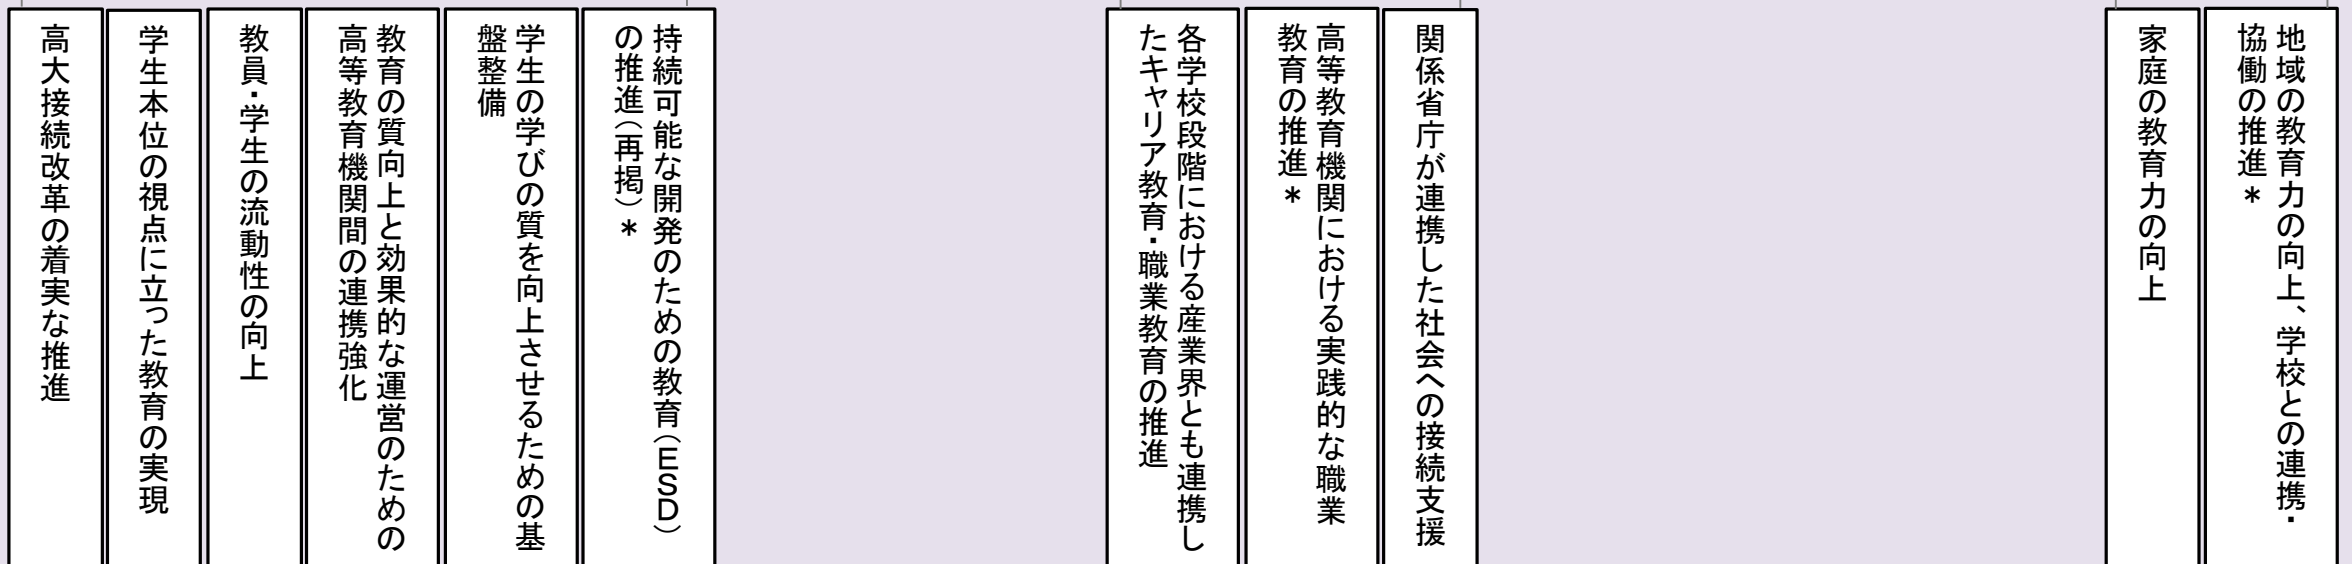 高大接続改革の着実な推進
学生本位の視点に立った教育の実現
教員・学生の流動性の向上
教育の質向上と効果的な運営のための
高等教育機関間の連携強化
学生の学びの質を向上させるための基
盤整備
持続可能な開発のための教育（ＥＳＤ）
の推進（再掲）＊
各学校段階における産業界とも連携し
たキャリア教育・職業教育の推進
高等教育機関における実践的な職業
教育の推進＊
関係省庁が連携した社会への接続支援
家庭の教育力の向上
地域の教育力の向上、学校との連携・
協働の推進＊